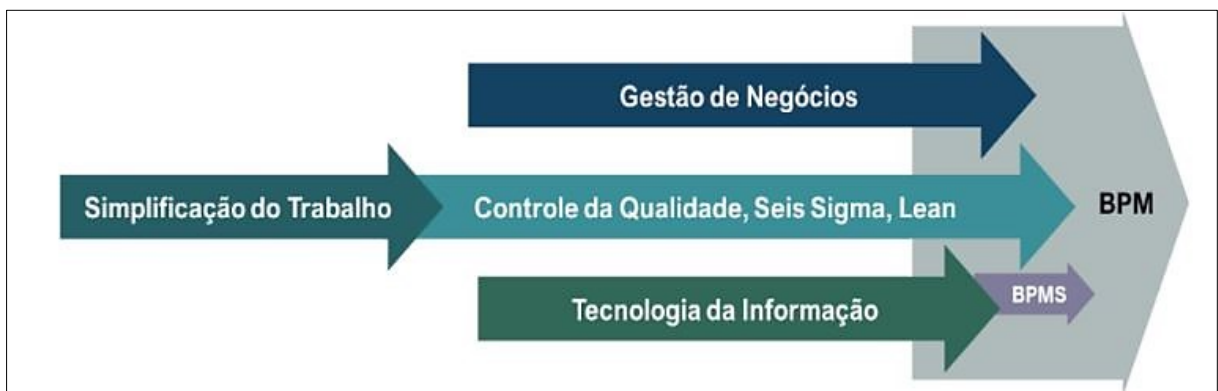 Gestão de Negócios
Simplificação do Trabalho
Controle da Qualidade, Seis Sigma, Lean
BPM
BPMS
Tecnologia da Informação